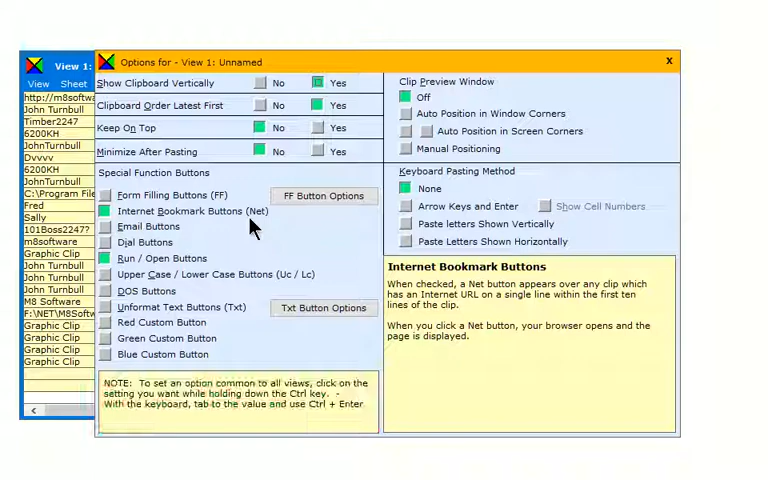 View 1:
View Sheet
http://m8softwa
John Turnbull
Timber2247
6200KH
JohnTurnbull
Dvvvv
6200KH
JohnTurnbull
C:\Program File
Fred
Sally
101Boss2247?
m8software
Graphic Clip
John Turnbull
John Turnbull
M8 Software
F:\NET\M8Softw
Graphic Clip
Graphic Clip
Graphic Clip
Graphic Clip
Options for - View 1: Unnamed
x
Show Clipboard Vertically No Yes
Clipboard Order Latest First No Yes
Keep On Top No Yes
Minimize After Pasting No Yes
Special Function Buttons
Form Filling Buttons (FF) FF Button Options
Internet Bookmark Buttons (Net)
Email Buttons
Dial Buttons
Run / Open Buttons
Upper Case / Lower Case Buttons (Uc / Lc)
DOS Buttons
Unformat Text Buttons (Txt) Txt Button Options
Red Custom Button
Green Custom Button
Blue Custom Button
NOTE: To set an option common to all views, click on the
setting you want while holding down the Ctrl key. -
With the keyboard, tab to the value and use Ctrl + Enter
Clip Preview Window
Off
Auto Position in Window Corners
Auto Position in Screen Corners
Manual Positioning
Keyboard Pasting Method
None
Arrow Keys and Enter Show Cell Numbers
Paste letters Shown Vertically
Paste Letters Shown Horizontally
Internet Bookmark Buttons
When checked, a Net button appears over any clip which
has an Internet URL on a single line within the first ten
lines of the clip.
When you click a Net button, your browser opens and the
page is displayed.